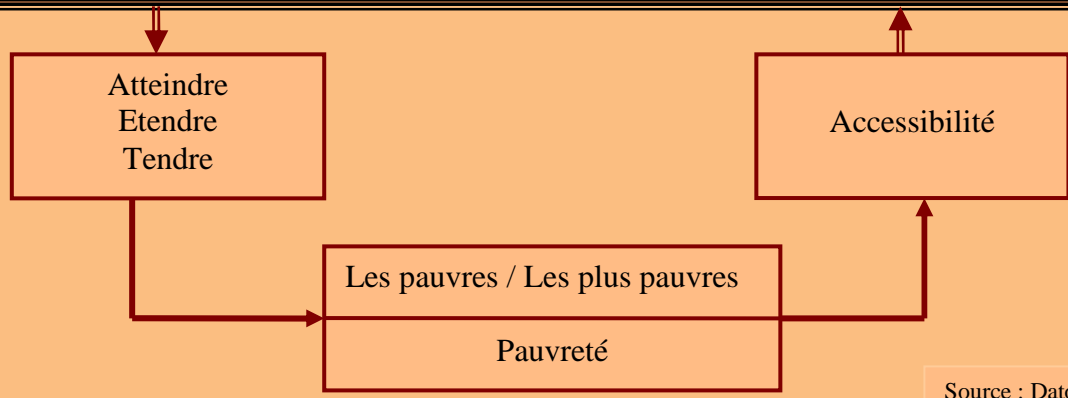 Atteindre
Etendre
Tendre
Accessibilité
Les pauvres / Les plus pauvres
Pauvreté
Source :